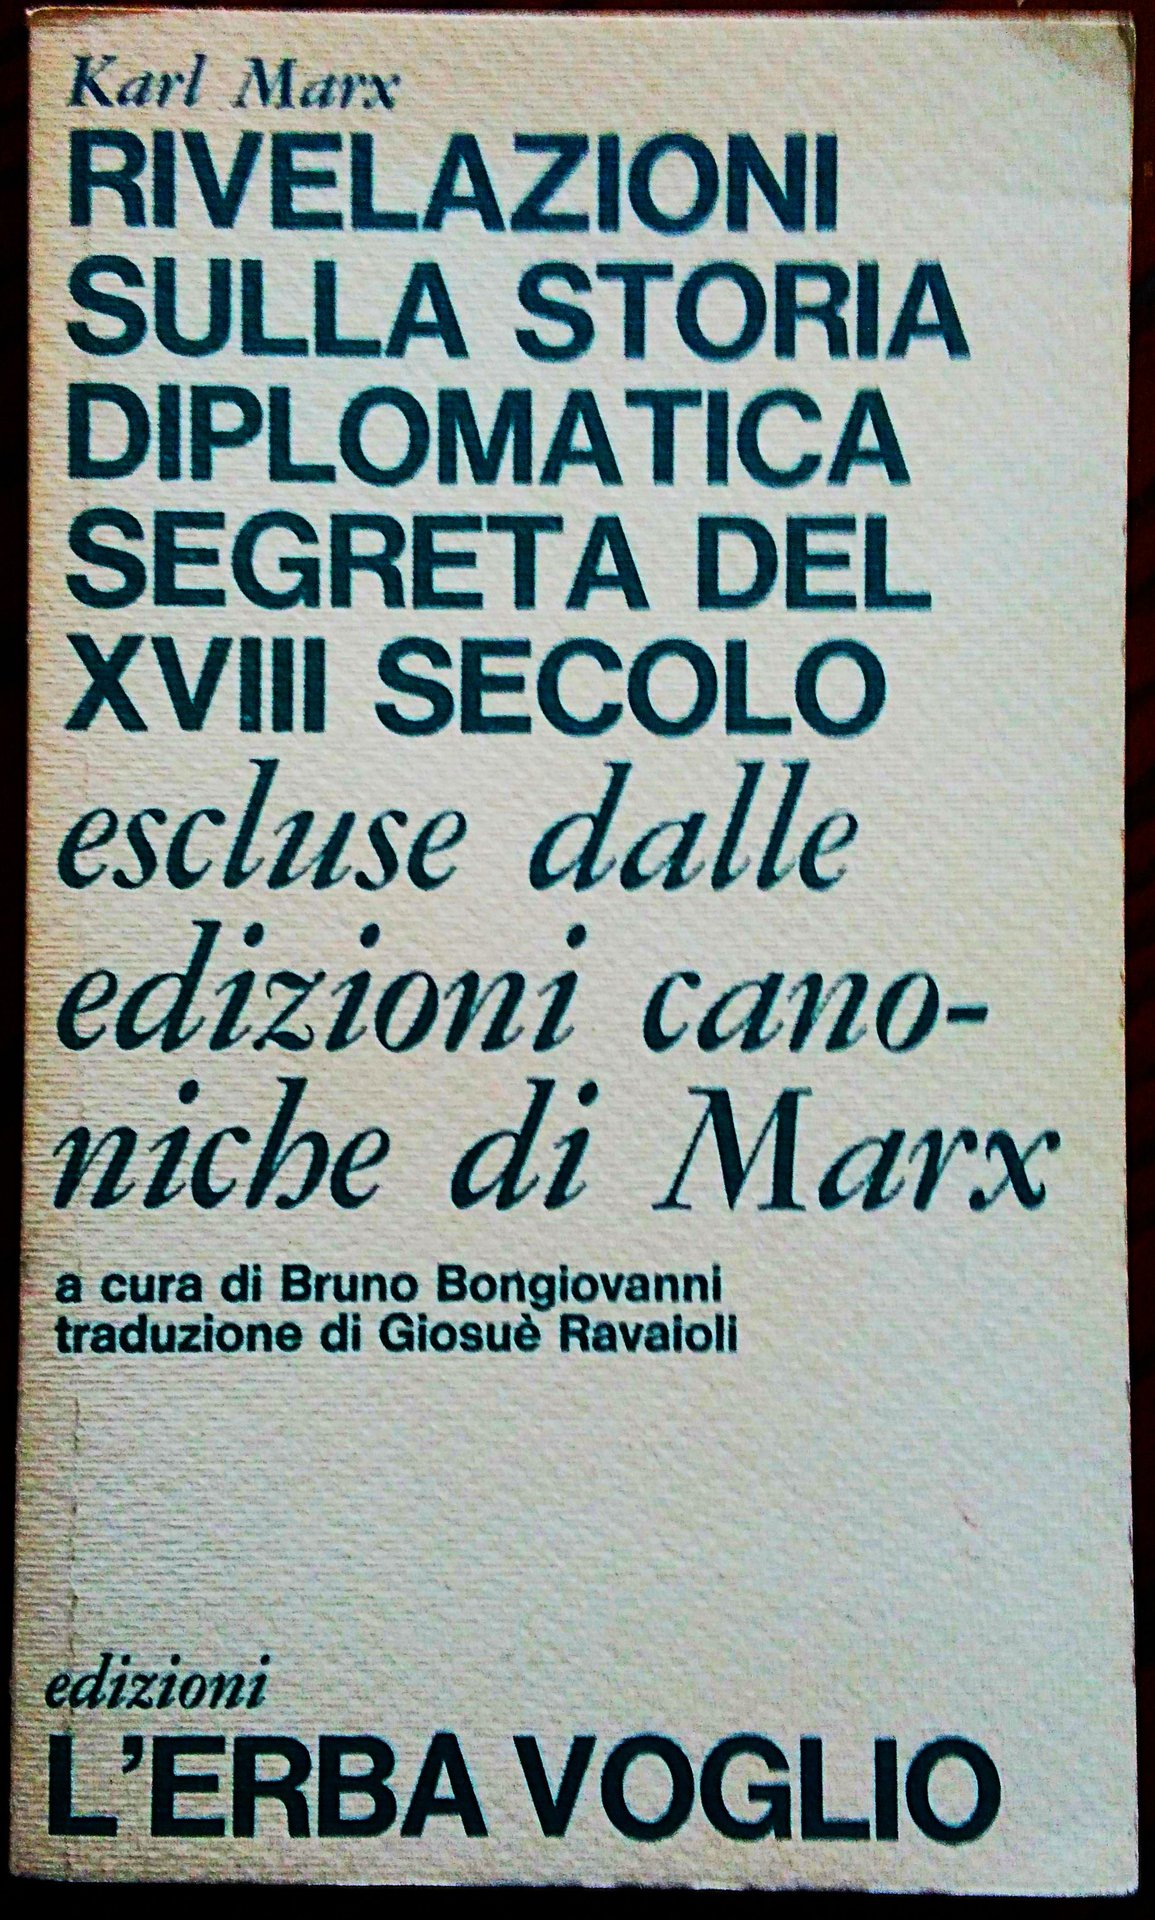 Karl Marx
RIVELAZIONI
SULLA STORIA
DIPLOMATICA
SEGRETA DEL
XVIII SECOLO
escluse dalle
edizioni cano-
niche di Marx
a cura di Bruno Bongiovanni
traduzione di Giosuè Ravaioli
edizioni
L'ERBA VOGLIO